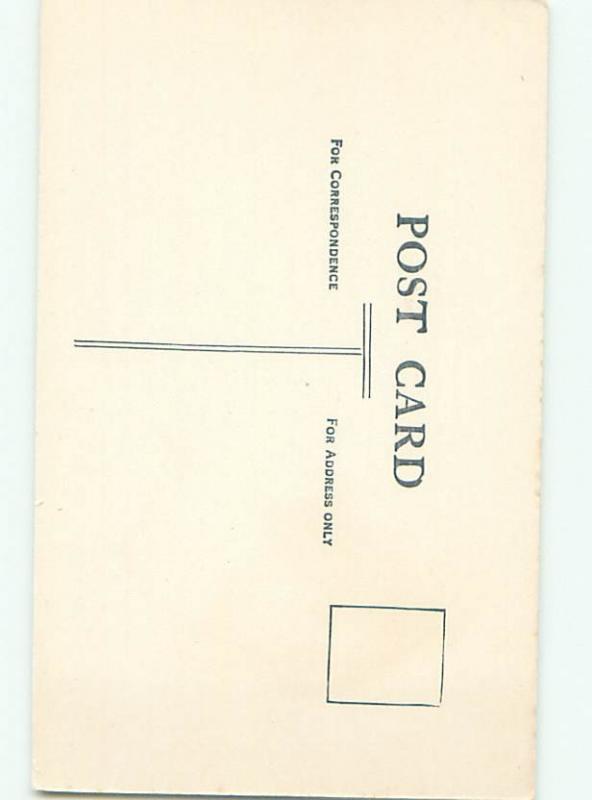 POST CARD
FOR CORRESPONDENCE
FOR ADDRESS ONLY